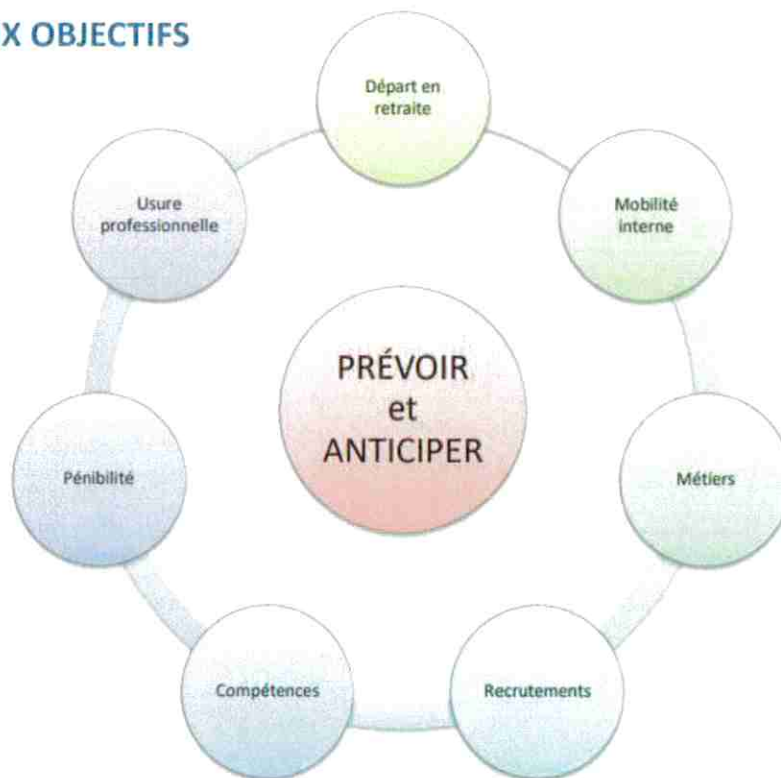 X OBJECTIFS
Départ en
retraite
Mobilité
interne
Métiers
Recrutements
Compétences
Pénibilité
Usure
professionnelle
PRÉVOIR
et
ANTICIPER